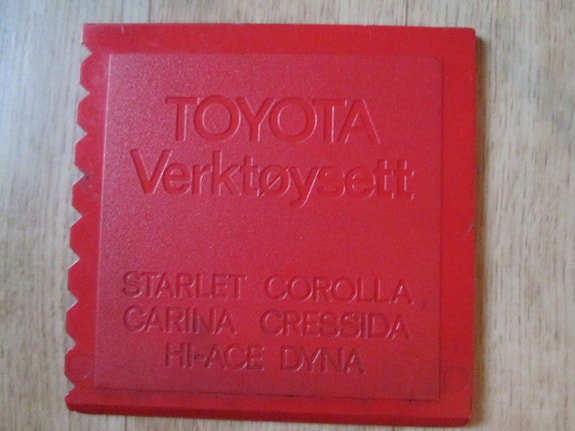 TOYOTA
Verktøysett
STARLET COROLLA
CARINA CRESSIDA
HI-ACE DYNA